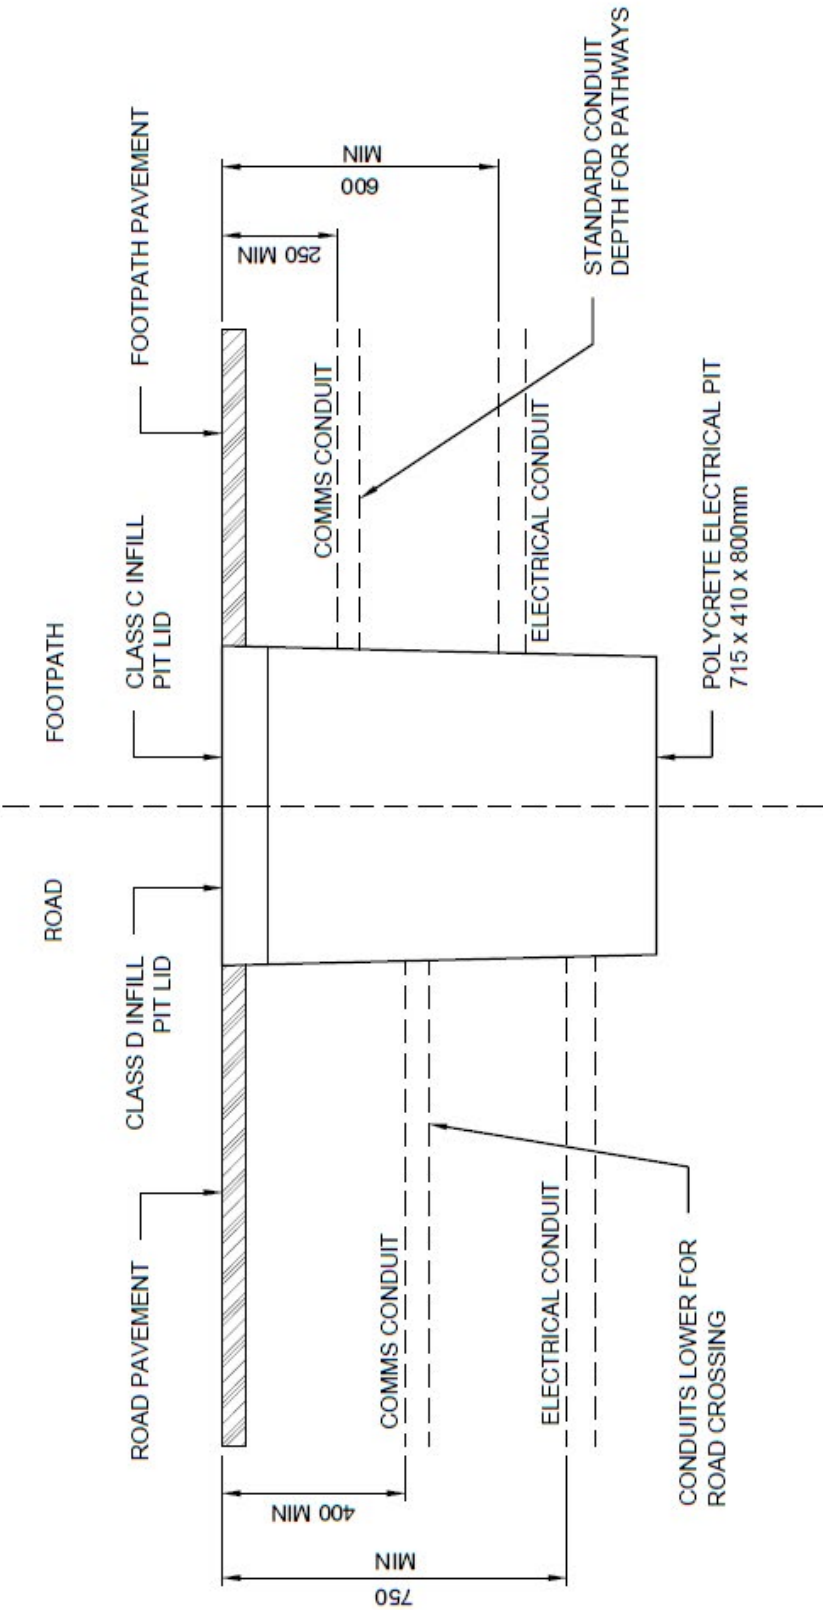 ROAD
FOOTPATH
ROAD PAVEMENT
CLASS D INFILL
PIT LID
CLASS C INFILL
PIT LID
FOOTPATH PAVEMENT
750
MIN
400 MIN
COMMS CONDUIT
ELECTRICAL CONDUIT
COMMS CONDUIT
ELECTRICAL CONDUIT
250 MIN
600
MIN
CONDUITS LOWER FOR
ROAD CROSSING
POLYCRETE ELECTRICAL PIT
715 x 410 x 800mm
STANDARD CONDUIT
DEPTH FOR PATHWAYS